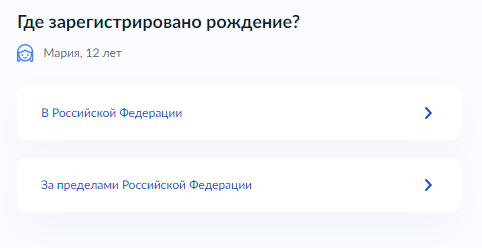 Где зарегистрировано рождение?
Мария, 12 лет
В Российской Федерации
За пределами Российской Федерации